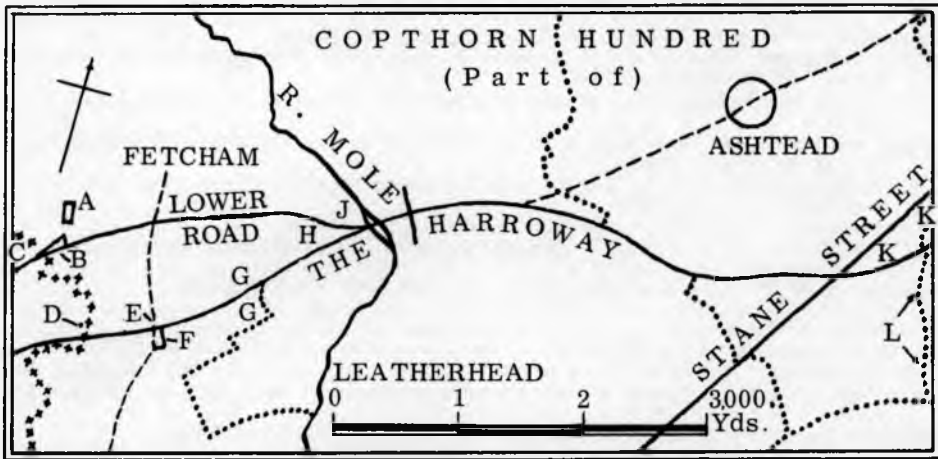 COPTHORN HUNDRED
(Part of)
R. MOLE
ASHTEAD
FETCHAM
A
LOWER
ROAD
J
H
THE HARROWAY
C
B
STANE STREET
K
K
G
G
D
E
F
L
LEATHERHEAD
0 1 2 3,000
Yds.